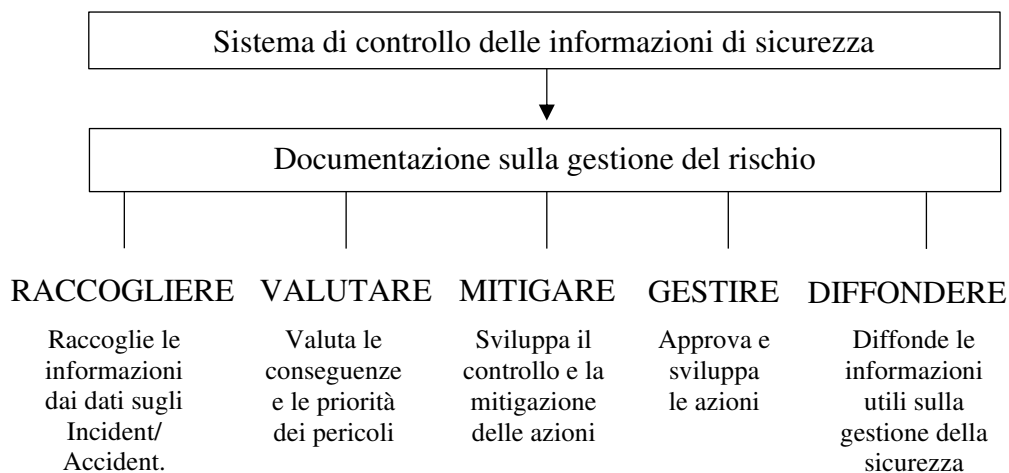 Sistema di controllo delle informazioni di sicurezza
Documentazione sulla gestione del rischio
RACCOGLIERE
Raccoglie le
informazioni
dai dati sugli
Incident/
Accident.
VALUTARE
Valuta le
conseguenze
e le priorità
dei pericoli
MITIGARE
Sviluppa il
controllo e la
mitigazione
delle azioni
GESTIRE
Approva e
sviluppa
le azioni
DIFFONDERE
Diffonde le
informazioni
utili sulla
gestione della
sicurezza